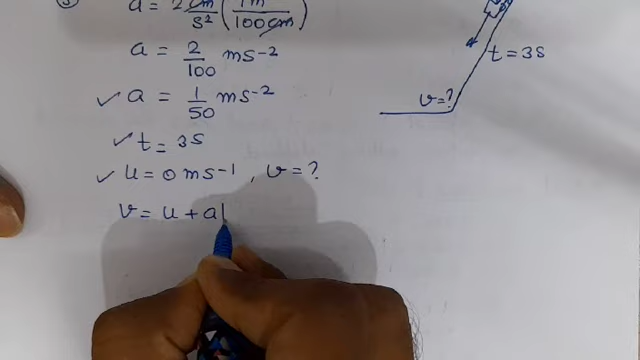 a = 2 cm/s² (1m/100cm)
a = 2/100 ms⁻²
✓ a = 1/50 ms⁻²
✓ t = 3s
✓ u = 0 ms⁻¹, v = ?
v = u + a
t = 3s
v = ?